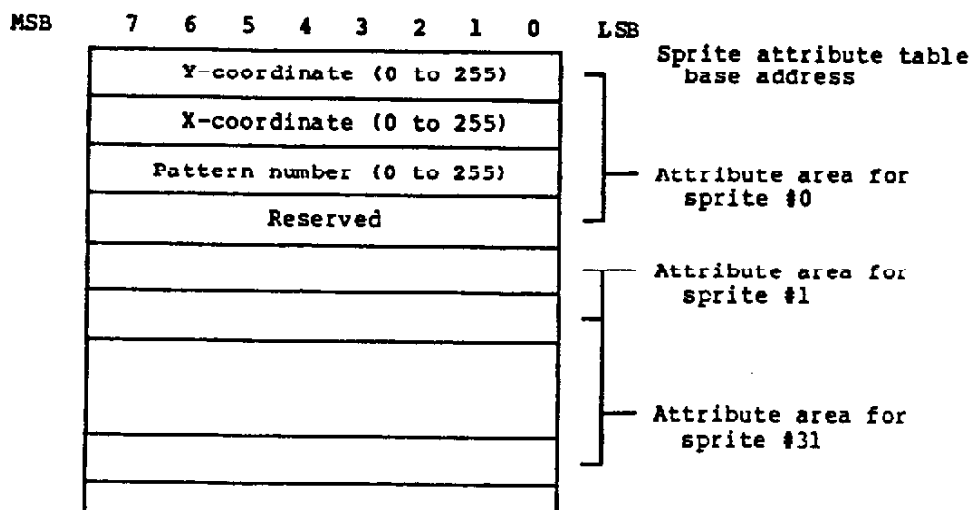 MSB 7 6 5 4 3 2 1 0 LSB
Sprite attribute table
base address
Y-coordinate (0 to 255)
X-coordinate (0 to 255)
Pattern number (0 to 255)
Attribute area for
sprite #0
Reserved
Attribute area for
sprite #1
Attribute area for
sprite #31